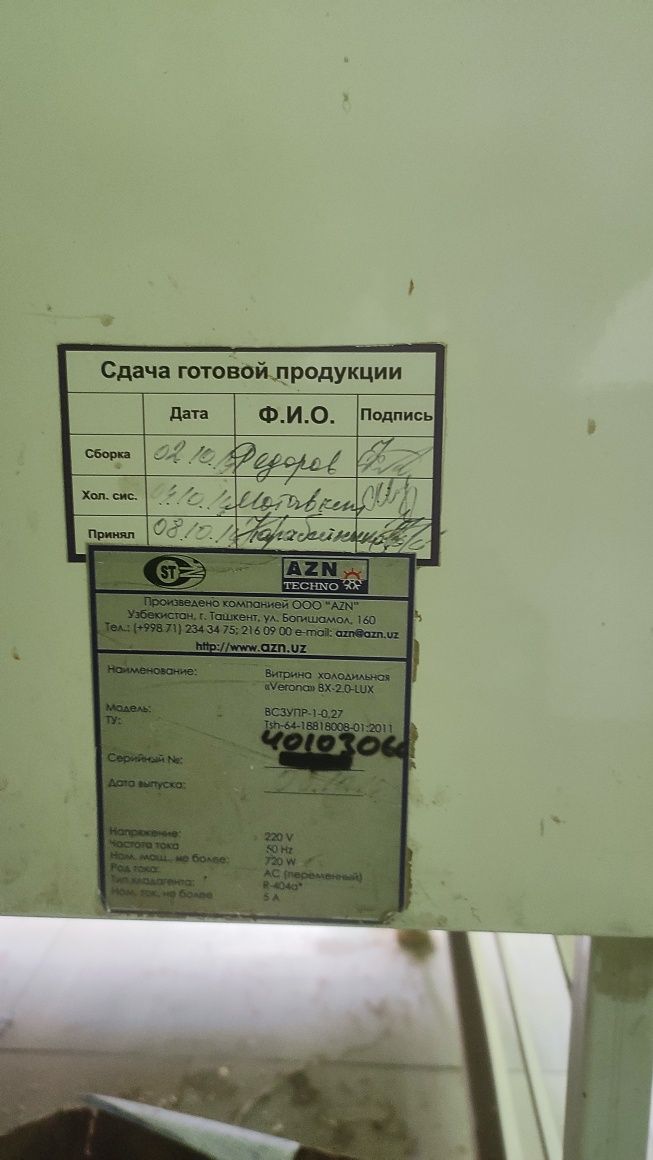 Сдача готовой продукции
Дата Ф.И.О. Подпись
Сборка 02.10. Федоров
Хол. сис. 10.
Принял 08.10.
ST AZN
TECHNO
Произведено компанией ООО "AZN"
Узбекистан, г. Ташкент, ул. Богишамол, 160
Тел.: (+998 71) 234 34 75; 216 09 00 e-mail: azn@azn.uz
http://www.azn.uz
Наименование: Витрина холодильная
«Verona» ВХ-2.0-LUX
Модель: ВСЗУПР-1-0,27
ТУ: Tsh-64-18818008-01:2011
Серийный №: 4010306
Дата выпуска:
Напряжение: 220 V
Частота тока 50 Hz
Ном. мощ., не более: 720 W
Род тока: AC (переменный)
Тип хладагента: R-404a*
Ном. ток, не более 5 A